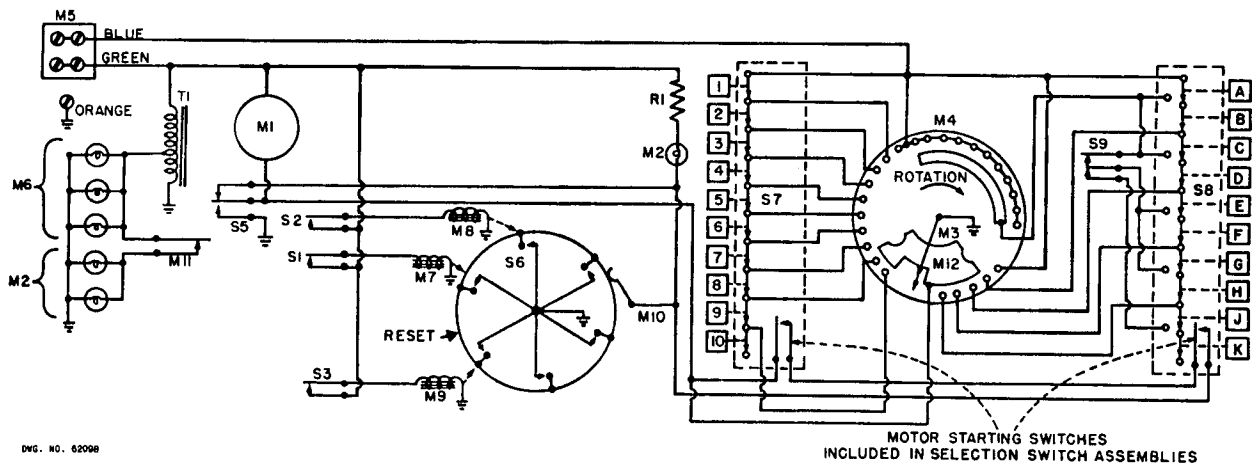 M5
BLUE
GREEN
ORANGE
T1
M1
M6
M2
M11
S5
S2
M8
S1
M7
S6
RESET
M10
S3
M9
R1
M2
1
2
3
4
5
6
7
8
9
10
S7
M4
ROTATION
M3
M12
S9
S8
A
B
C
D
E
F
G
H
J
K
MOTOR STARTING SWITCHES
INCLUDED IN SELECTION SWITCH ASSEMBLIES
DWG. NO. 62098